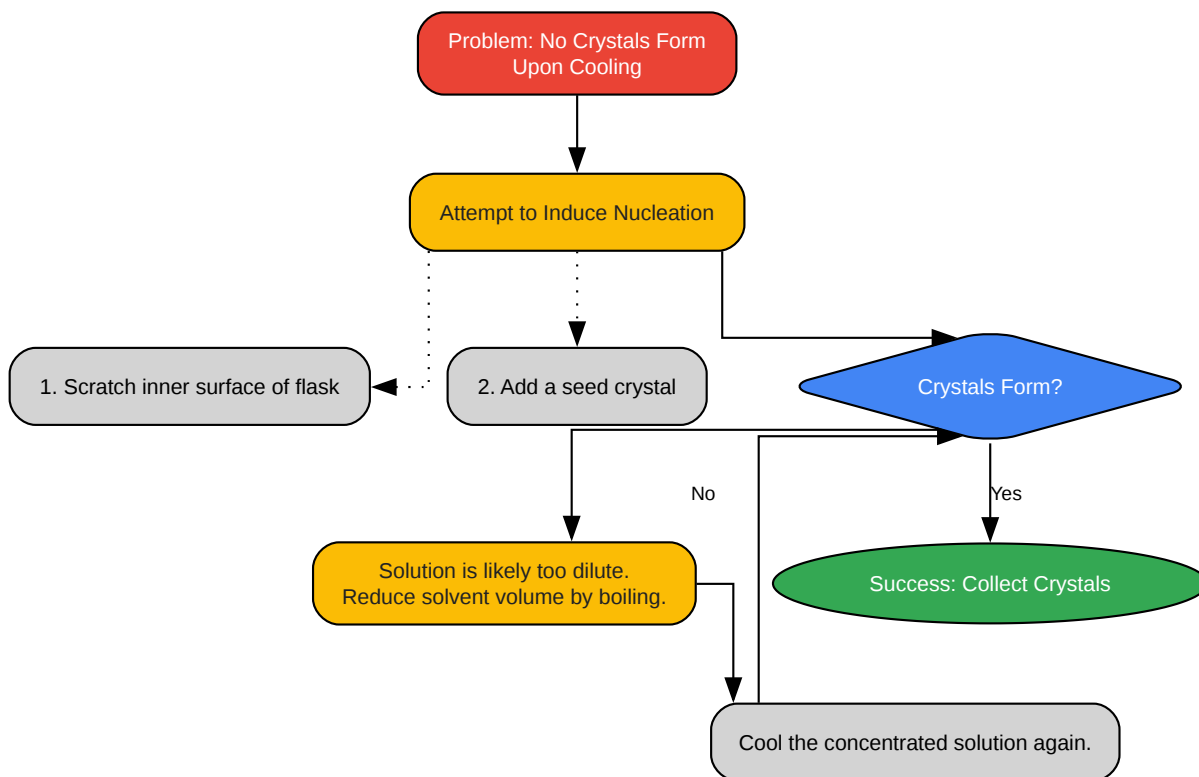 Problem: No Crystals Form
Upon Cooling
Attempt to Induce Nucleation
1. Scratch inner surface of flask
2. Add a seed crystal
Crystals Form?
No
Yes
Solution is likely too dilute.
Reduce solvent volume by boiling.
Success: Collect Crystals
Cool the concentrated solution again.